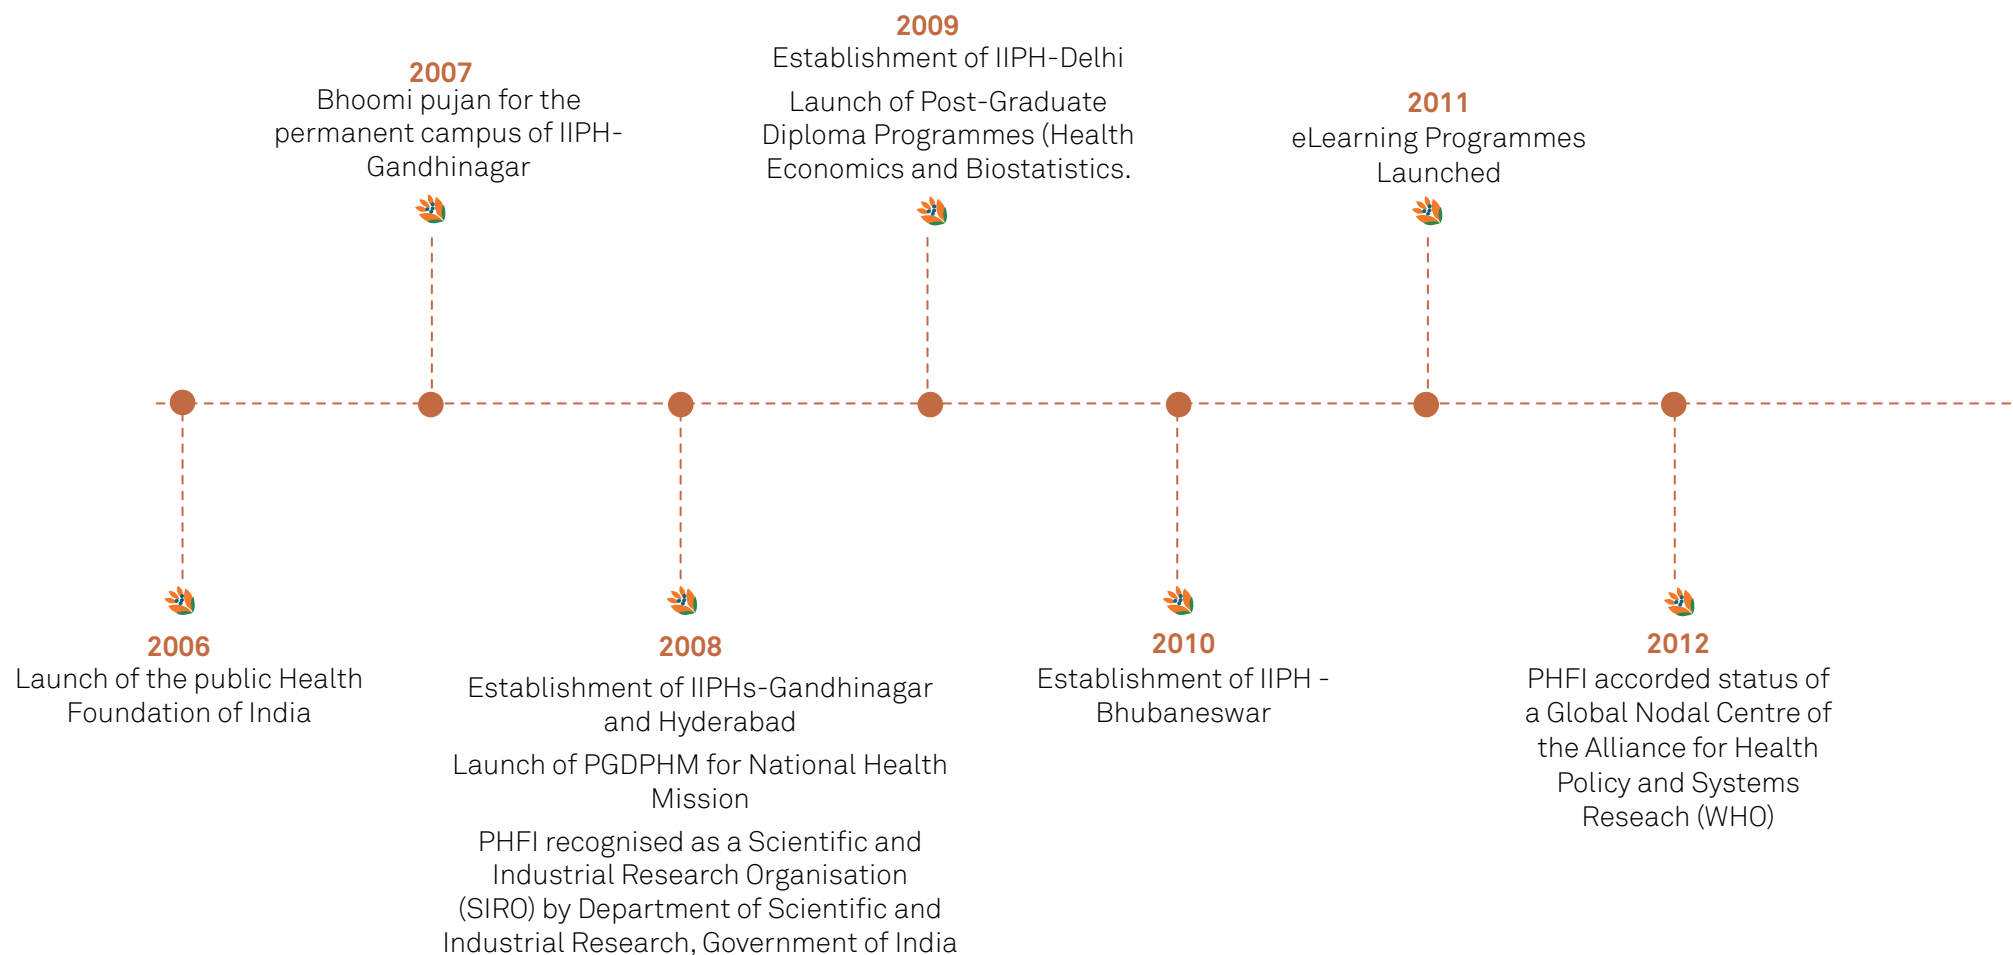 2006
Launch of the public Health
Foundation of India
2007
Bhoomi pujan for the
permanent campus of IIPH-
Gandhinagar
2008
Establishment of IIPHs-Gandhinagar
and Hyderabad
Launch of PGDPHM for National Health
Mission
PHFI recognised as a Scientific and
Industrial Research Organisation
(SIRO) by Department of Scientific and
Industrial Research, Government of India
2009
Establishment of IIPH-Delhi
Launch of Post-Graduate
Diploma Programmes (Health
Economics and Biostatistics.
2010
Establishment of IIPH -
Bhubaneswar
2011
eLearning Programmes
Launched
2012
PHFI accorded status of
a Global Nodal Centre of
the Alliance for Health
Policy and Systems
Reseach (WHO)